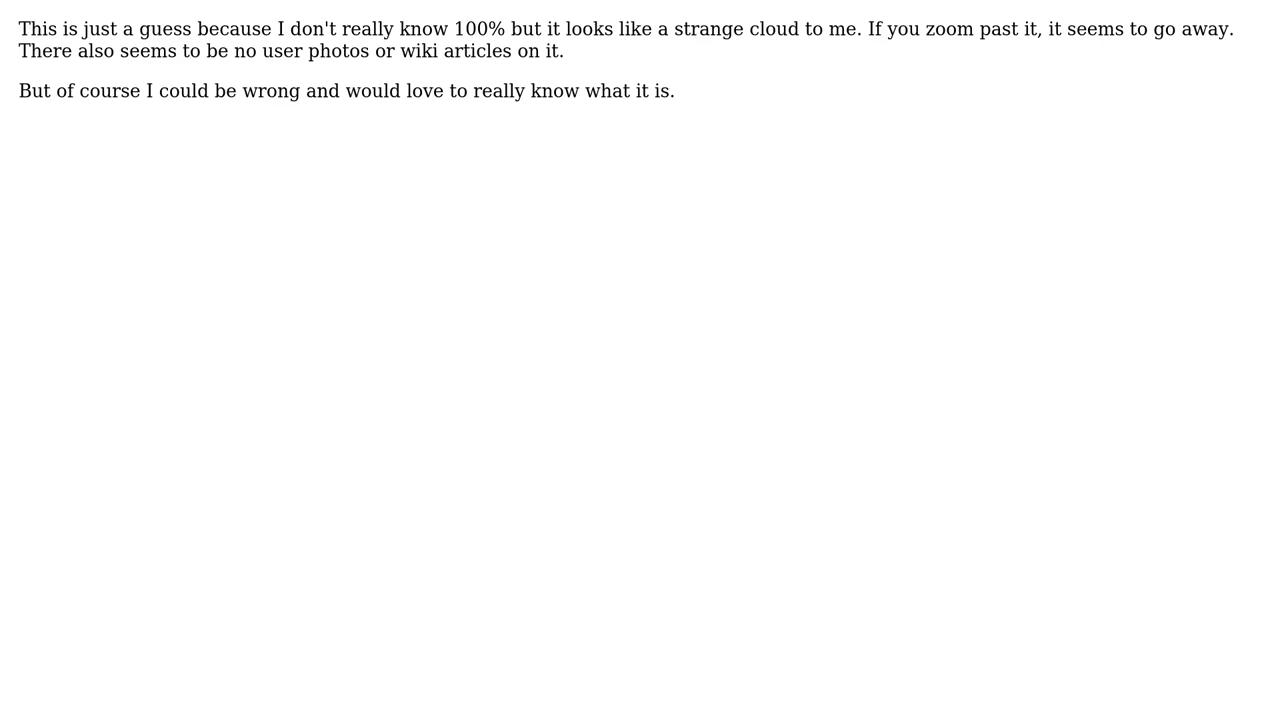 This is just a guess because I don't really know 100% but it looks like a strange cloud to me. If you zoom past it, it seems to go away.
There also seems to be no user photos or wiki articles on it.
But of course I could be wrong and would love to really know what it is.